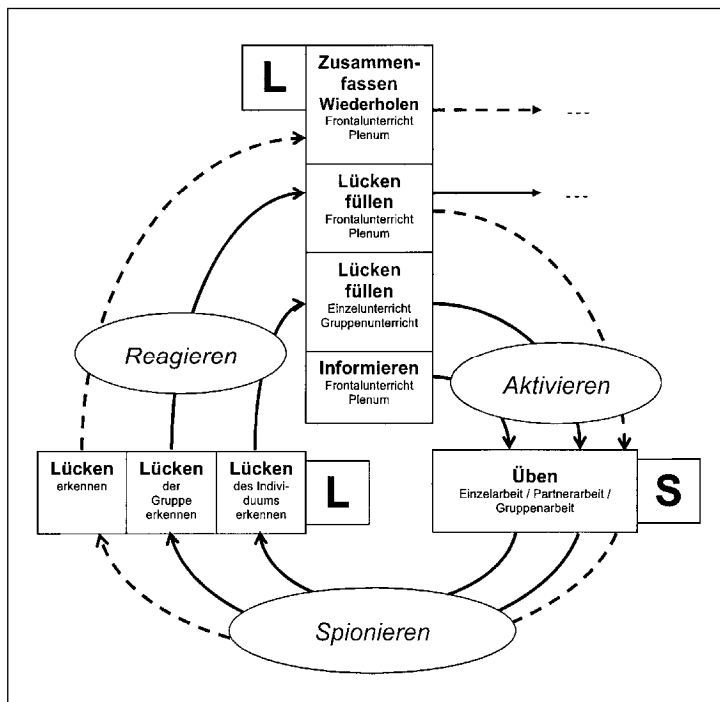 L
Zusammen-
fassen
Wiederholen
Frontalunterricht
Plenum
---
Lücken
füllen
Frontalunterricht
Plenum
---
Lücken
füllen
Einzelunterricht
Gruppenunterricht
Reagieren
Informieren
Frontalunterricht
Plenum
Aktivieren
Lücken
erkennen
Lücken
der
Gruppe
erkennen
Lücken
des Indivi-
duums
erkennen
L
Üben
Einzelarbeit / Partnerarbeit /
Gruppenarbeit
S
Spionieren